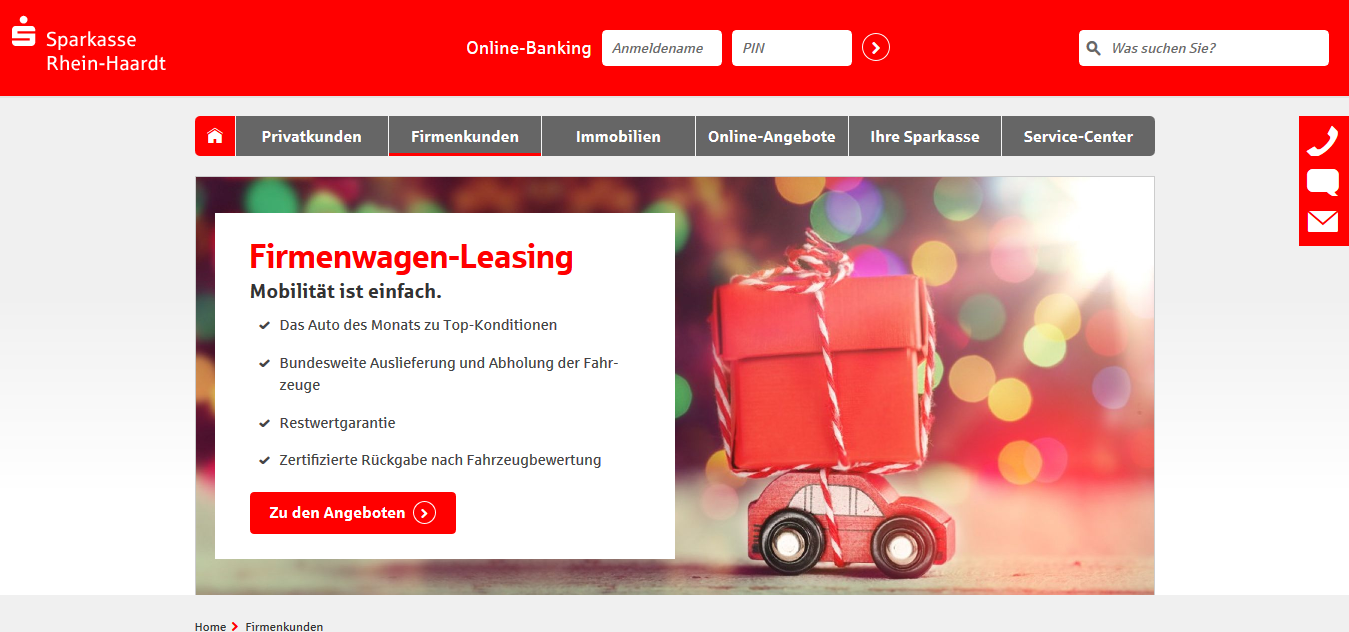 Sparkasse
Rhein-Haardt
Online-Banking
Anmeldename
PIN
Was suchen Sie?
Privatkunden
Firmenkunden
Immobilien
Online-Angebote
Ihre Sparkasse
Service-Center
Firmenwagen-Leasing
Mobilität ist einfach.
Das Auto des Monats zu Top-Konditionen
Bundesweite Auslieferung und Abholung der Fahr-
zeuge
Restwertgarantie
Zertifizierte Rückgabe nach Fahrzeugbewertung
Zu den Angeboten
Home
Firmenkunden